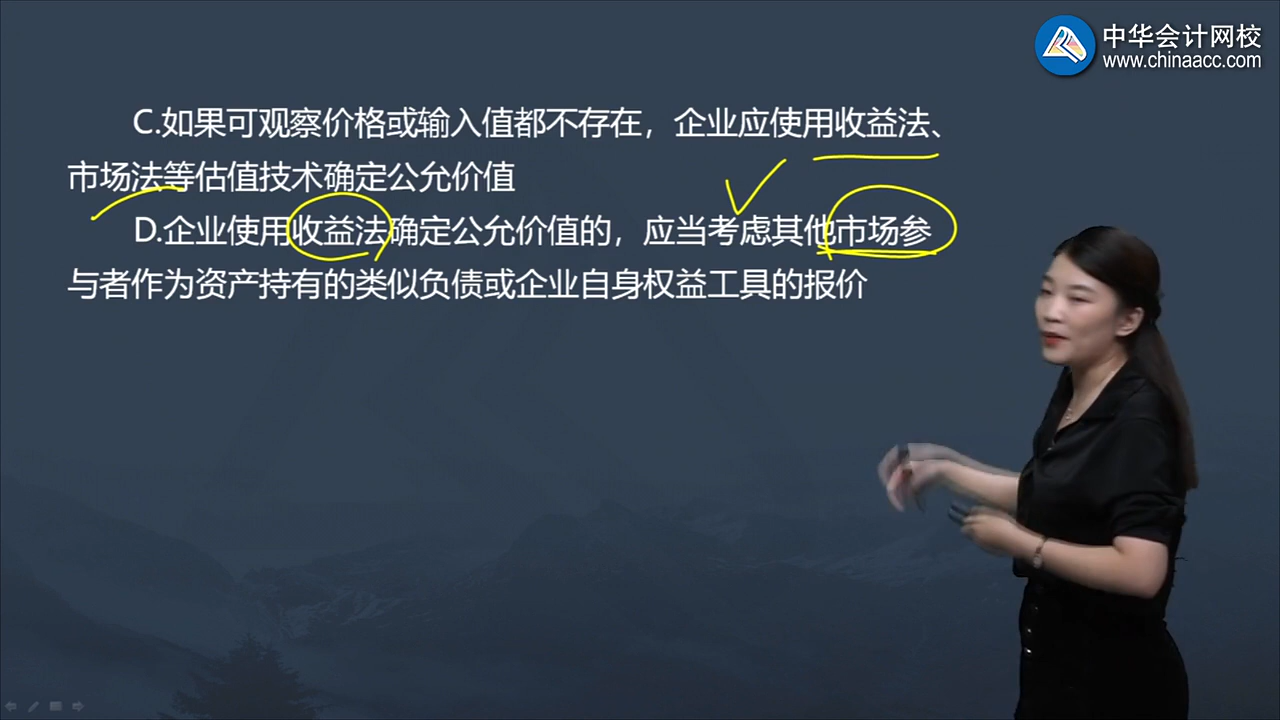 中华会计网校
www.chinaacc.com
C.如果可观察价格或输入值都不存在，企业应使用收益法、
市场法等估值技术确定公允价值
D.企业使用收益法确定公允价值的，应当考虑其他市场参
与者作为资产持有的类似负债或企业自身权益工具的报价